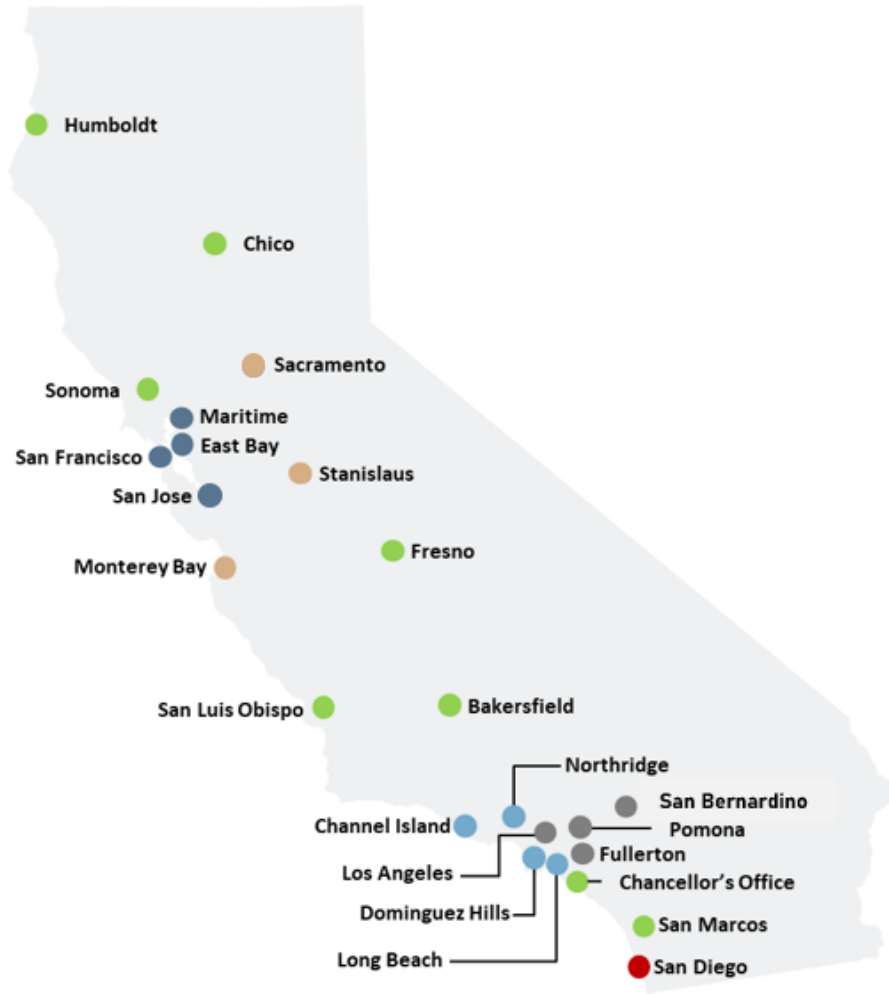 Humboldt
Chico
Sacramento
Sonoma
Maritime
East Bay
San Francisco
Stanislaus
San Jose
Fresno
Monterey Bay
San Luis Obispo
Bakersfield
Northridge
San Bernardino
Channel Island
Pomona
Fullerton
Los Angeles
Chancellor's Office
Dominguez Hills
San Marcos
Long Beach
San Diego